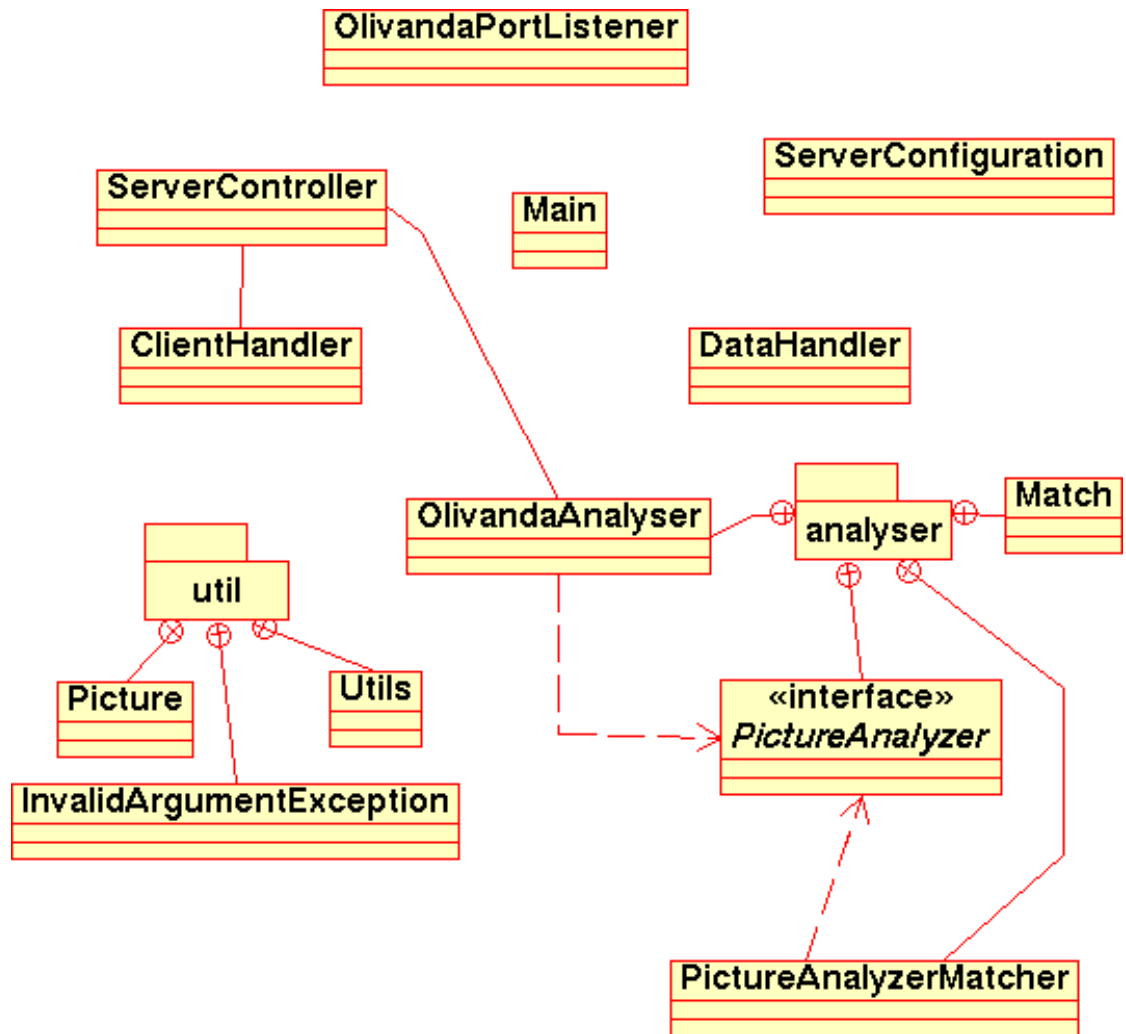 OlivandaPortListener
ServerConfiguration
ServerController
Main
ClientHandler
DataHandler
OlivandaAnalyser
analyser
Match
util
Picture
Utils
«interface»
PictureAnalyzer
InvalidArgumentException
PictureAnalyzerMatcher